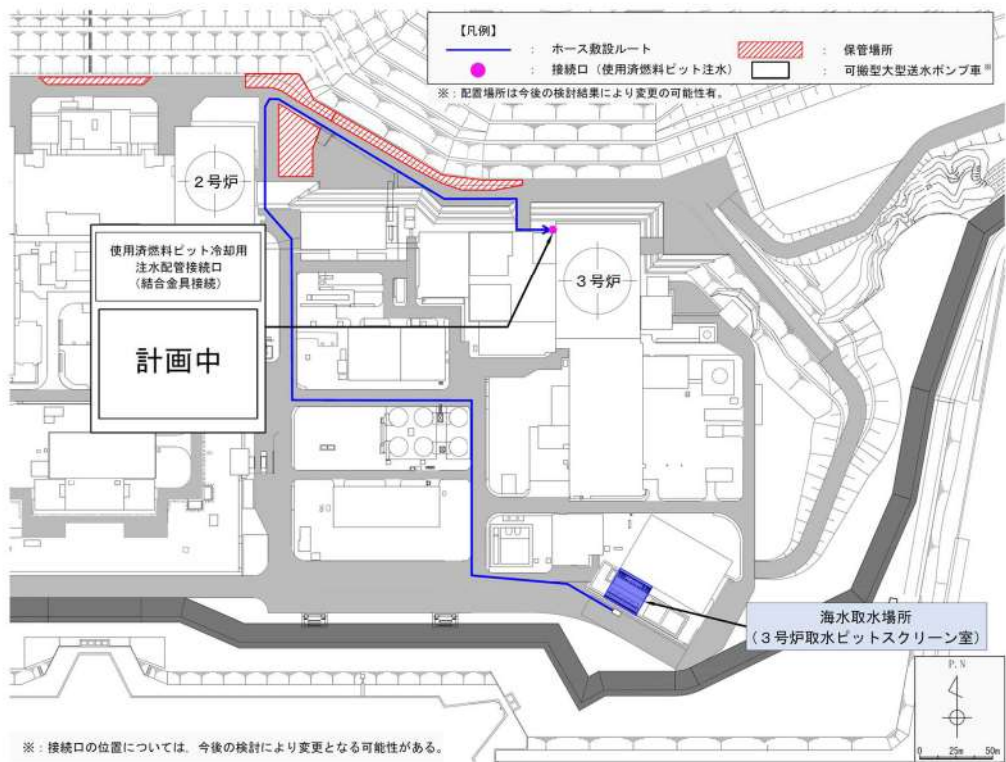 【凡例】
： ホース敷設ルート
： 保管場所
： 接続口（使用済燃料ピット注水）
： 可搬型大型送水ポンプ車※
※：配置場所は今後の検討結果により変更の可能性有。
2号炉
使用済燃料ピット冷却用
注水配管接続口
（結合金具接続）
計画中
3号炉
海水取水場所
（3号炉取水ピットスクリーン室）
P.N
0 25m 50m
※：接続口の位置については、今後の検討により変更となる可能性がある。